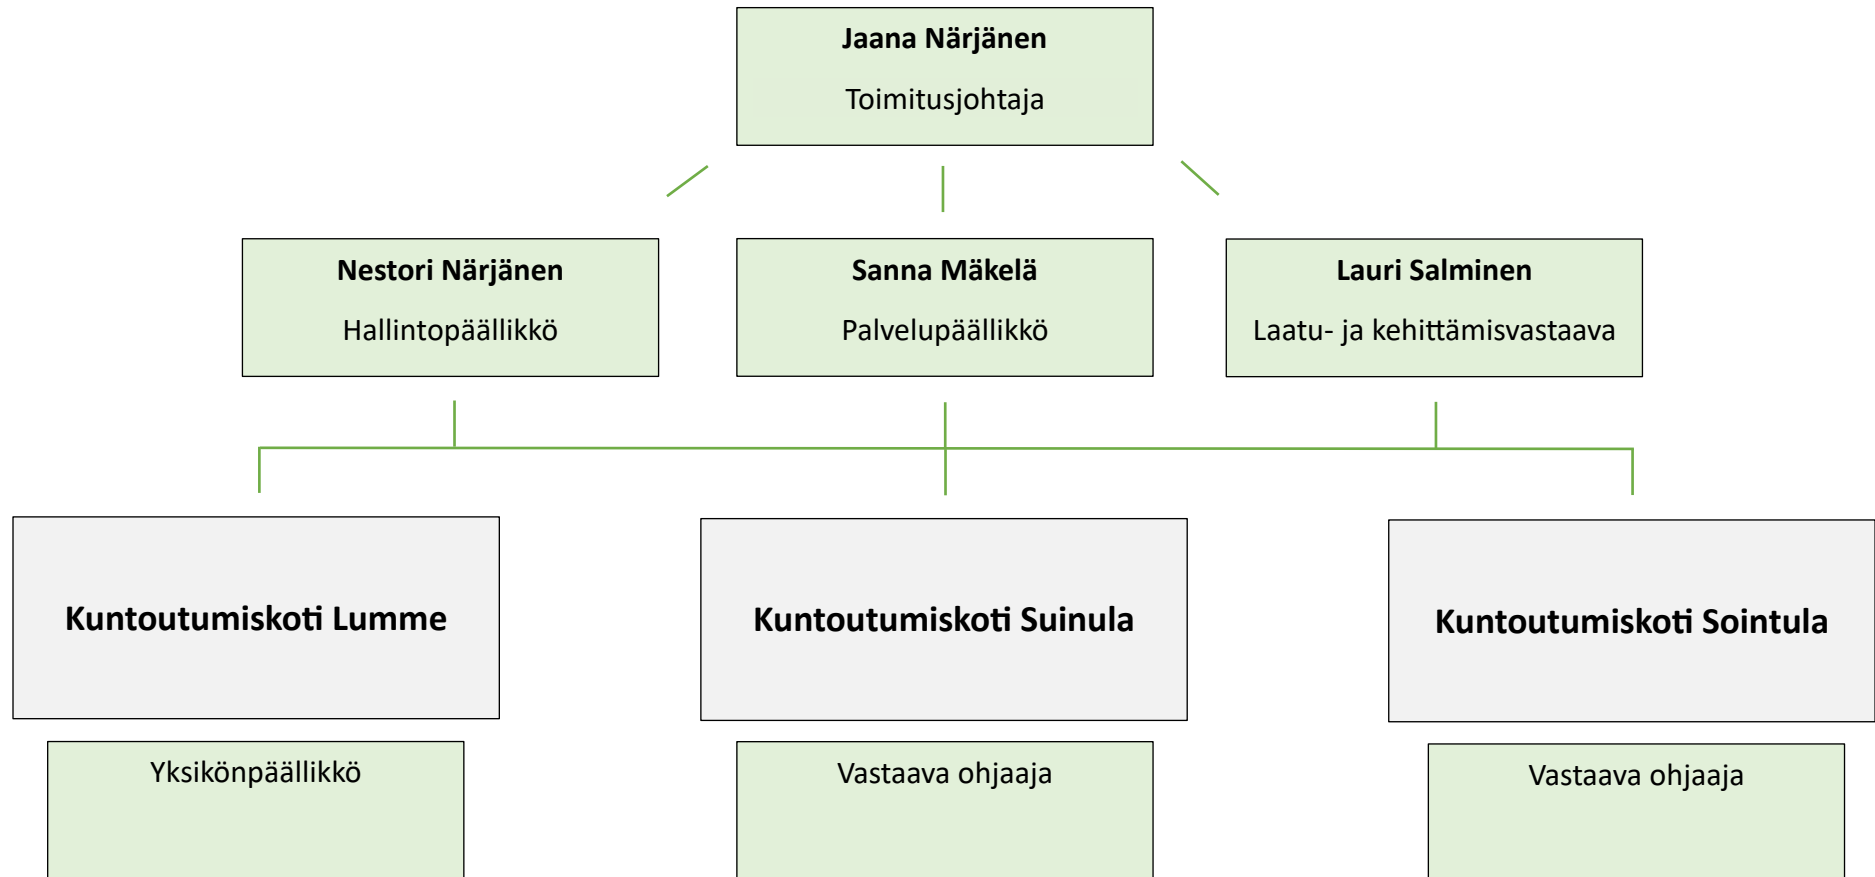 Jaana Närjänen
Toimitusjohtaja
Nestori Närjänen
Hallintopäällikkö
Sanna Mäkelä
Palvelupäällikkö
Lauri Salminen
Laatu- ja kehittämisvastaava
Kuntoutumiskoti Lumme
Kuntoutumiskoti Suinula
Kuntoutumiskoti Sointula
Yksikönpäällikkö
Vastaava ohjaaja
Vastaava ohjaaja